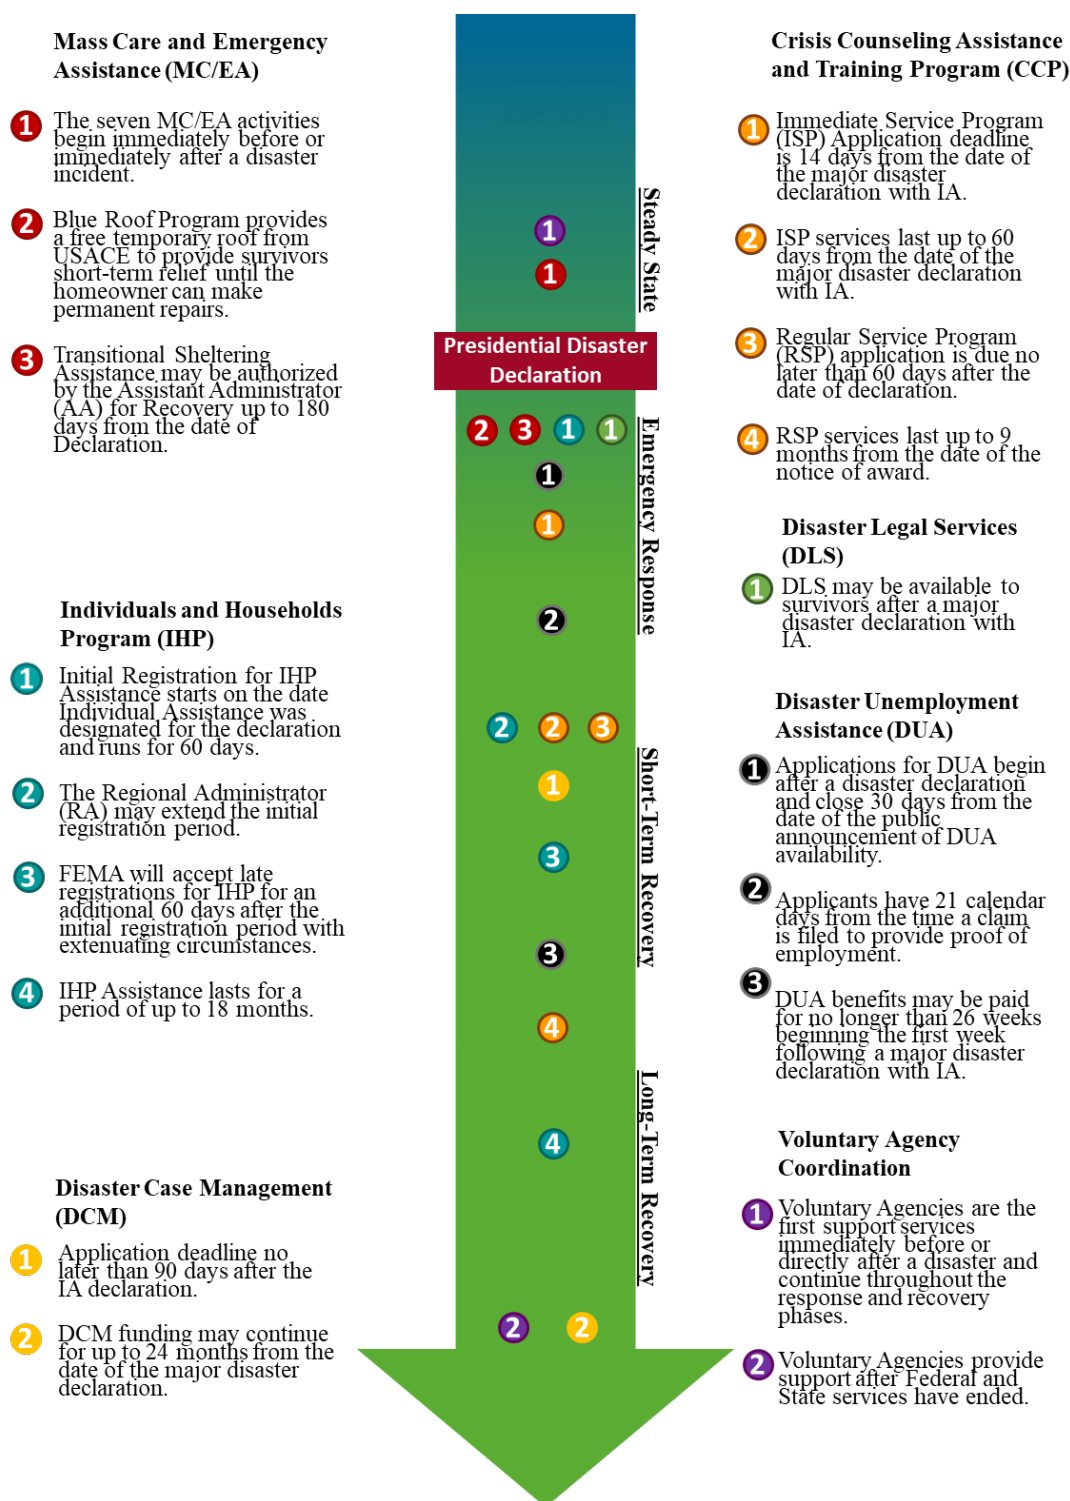 Mass Care and Emergency
Assistance (MC/EA)
1 The seven MC/EA activities
begin immediately before or
immediately after a disaster
incident.
2 Blue Roof Program provides
a free temporary roof from
USACE to provide survivors
short-term relief until the
homeowner can make
permanent repairs.
3 Transitional Sheltering
Assistance may be authorized
by the Assistant Administrator
(AA) for Recovery up to 180
days from the date of
Declaration.
Individuals and Households
Program (IHP)
1 Initial Registration for IHP
Assistance starts on the date
Individual Assistance was
designated for the declaration
and runs for 60 days.
2 The Regional Administrator
(RA) may extend the initial
registration period.
3 FEMA will accept late
registrations for IHP for an
additional 60 days after the
initial registration period with
extenuating circumstances.
4 IHP Assistance lasts for a
period of up to 18 months.
Disaster Case Management
(DCM)
1 Application deadline no
later than 90 days after the
IA declaration.
2 DCM funding may continue
for up to 24 months from the
date of the major disaster
declaration.
Steady State
1
1
Presidential Disaster
Declaration
Emergency Response
2 3 1 1
1
1
2
2 2 3
Short-Term Recovery
1
3
3
4
Long-Term Recovery
4
2 2
Crisis Counseling Assistance
and Training Program (CCP)
1 Immediate Service Program
(ISP) Application deadline
is 14 days from the date of
the major disaster
declaration with IA.
2 ISP services last up to 60
days from the date of the
major disaster declaration
with IA.
3 Regular Service Program
(RSP) application is due no
later than 60 days after the
date of declaration.
4 RSP services last up to 9
months from the date of the
notice of award.
Disaster Legal Services
(DLS)
1 DLS may be available to
survivors after a major
disaster declaration with
IA.
Disaster Unemployment
Assistance (DUA)
1 Applications for DUA begin
after a disaster declaration
and close 30 days from the
date of the public
announcement of DUA
availability.
2 Applicants have 21 calendar
days from the time a claim
is filed to provide proof of
employment.
3 DUA benefits may be paid
for no longer than 26 weeks
beginning the first week
following a major disaster
declaration with IA.
Voluntary Agency
Coordination
1 Voluntary Agencies are the
first support services
immediately before or
directly after a disaster and
continue throughout the
response and recovery
phases.
2 Voluntary Agencies provide
support after Federal and
State services have ended.